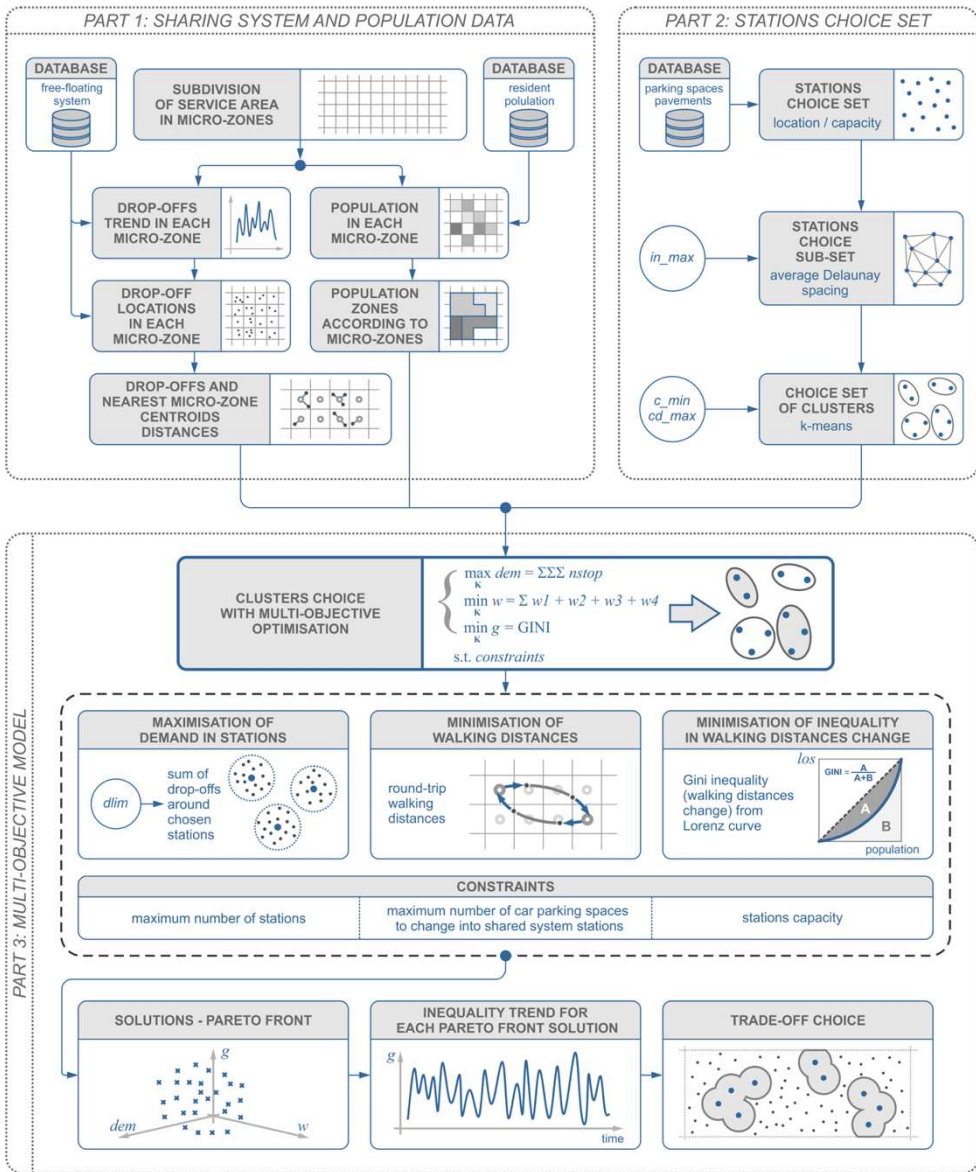 PART 1: SHARING SYSTEM AND POPULATION DATA
DATABASE
free-floating
system
SUBDIVISION
OF SERVICE AREA
IN MICRO-ZONES
DATABASE
resident
polulation
DROP-OFFS
TREND IN EACH
MICRO-ZONE
POPULATION
IN EACH
MICRO-ZONE
DROP-OFF
LOCATIONS
IN EACH
MICRO-ZONE
POPULATION
ZONES
ACCORDING TO
MICRO-ZONES
DROP-OFFS AND
NEAREST MICRO-ZONE
CENTROIDS
DISTANCES
PART 2: STATIONS CHOICE SET
DATABASE
parking spaces
pavements
STATIONS
CHOICE SET
location / capacity
in_max
STATIONS
CHOICE
SUB-SET
average Delaunay
spacing
c_min
cd_max
CHOICE SET
OF CLUSTERS
k-means
PART 3: MULTI-OBJECTIVE MODEL
CLUSTERS CHOICE
WITH MULTI-OBJECTIVE
OPTIMISATION
max dem = ΣΣΣ nstop
K
min w = Σ w1 + w2 + w3 + w4
K
min g = GINI
K
s.t. constraints
MAXIMISATION OF
DEMAND IN STATIONS
dlim
sum of
drop-offs
around
chosen
stations
MINIMISATION OF
WALKING DISTANCES
round-trip
walking
distances
MINIMISATION OF INEQUALITY
IN WALKING DISTANCES CHANGE
Gini inequality
(walking distances
change) from
Lorenz curve
los
GINI = A
A+B
A
B
population
CONSTRAINTS
maximum number of stations
maximum number of car parking spaces
to change into shared system stations
stations capacity
SOLUTIONS - PARETO FRONT
g
dem
w
INEQUALITY TREND FOR
EACH PARETO FRONT SOLUTION
g
time
TRADE-OFF CHOICE